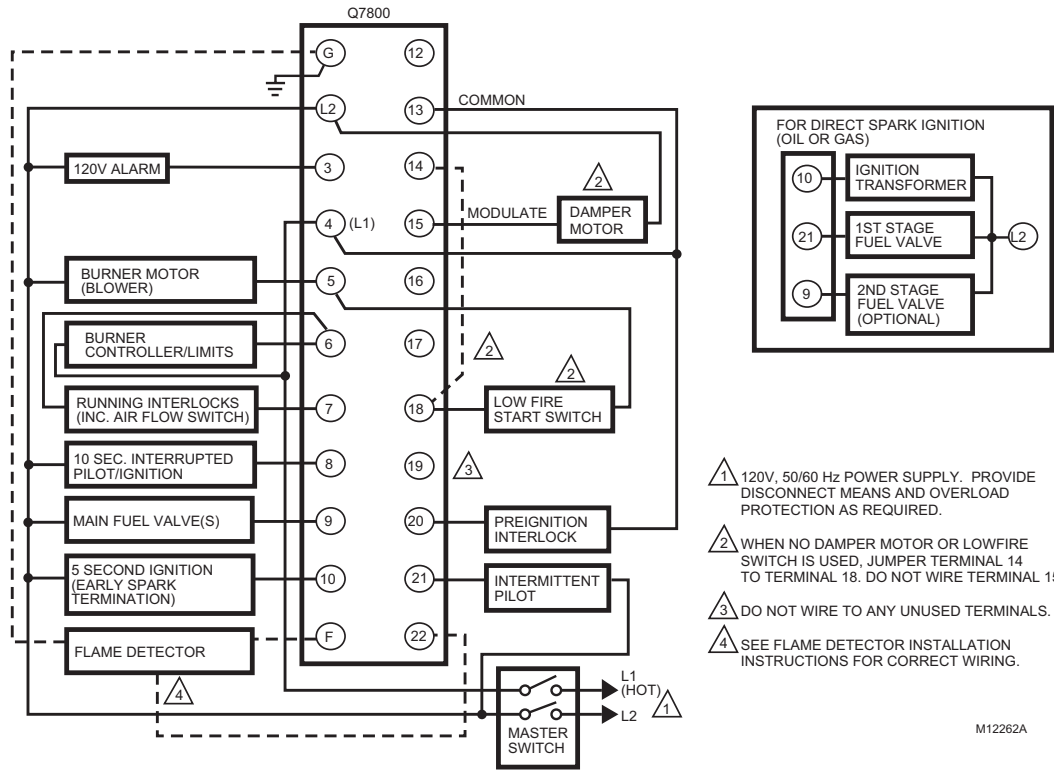 Q7800
G
12
L2
13
COMMON
120V ALARM
3
14
2
4
(L1)
15
MODULATE
DAMPER
MOTOR
BURNER MOTOR
(BLOWER)
5
16
BURNER
CONTROLLER/LIMITS
6
17
2
2
RUNNING INTERLOCKS
(INC. AIR FLOW SWITCH)
7
18
LOW FIRE
START SWITCH
10 SEC. INTERRUPTED
PILOT/IGNITION
8
19
3
MAIN FUEL VALVE(S)
9
20
PREIGNITION
INTERLOCK
5 SECOND IGNITION
(EARLY SPARK
TERMINATION)
10
21
INTERMITTENT
PILOT
FLAME DETECTOR
F
22
4
L1
(HOT)
1
L2
MASTER
SWITCH
FOR DIRECT SPARK IGNITION
(OIL OR GAS)
10
IGNITION
TRANSFORMER
21
1ST STAGE
FUEL VALVE
L2
9
2ND STAGE
FUEL VALVE
(OPTIONAL)
1 120V, 50/60 Hz POWER SUPPLY. PROVIDE
DISCONNECT MEANS AND OVERLOAD
PROTECTION AS REQUIRED.
2 WHEN NO DAMPER MOTOR OR LOWFIRE
SWITCH IS USED, JUMPER TERMINAL 14
TO TERMINAL 18. DO NOT WIRE TERMINAL 15
3 DO NOT WIRE TO ANY UNUSED TERMINALS.
4 SEE FLAME DETECTOR INSTALLATION
INSTRUCTIONS FOR CORRECT WIRING.
M12262A